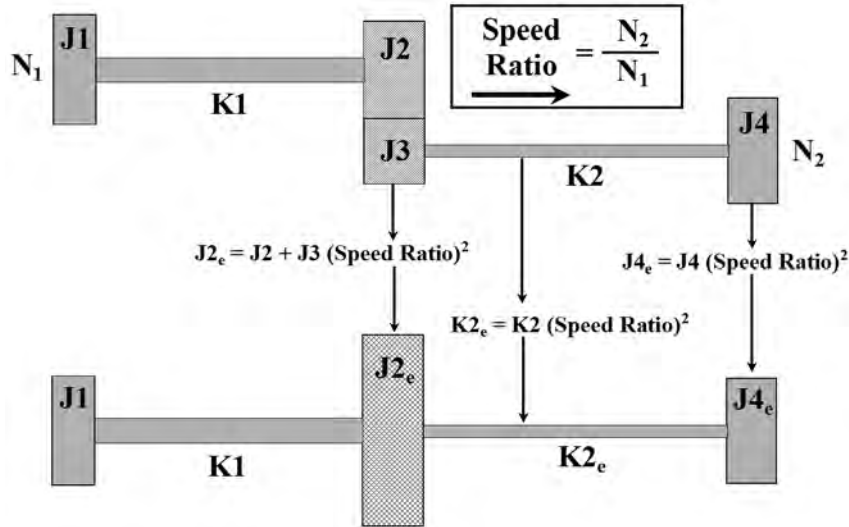 J1
N₁
K1
J2
Speed Ratio = N₂ / N₁
J3
K2
J4
N₂
J2ₑ = J2 + J3 (Speed Ratio)²
J4ₑ = J4 (Speed Ratio)²
K2ₑ = K2 (Speed Ratio)²
J1
K1
J2ₑ
K2ₑ
J4ₑ